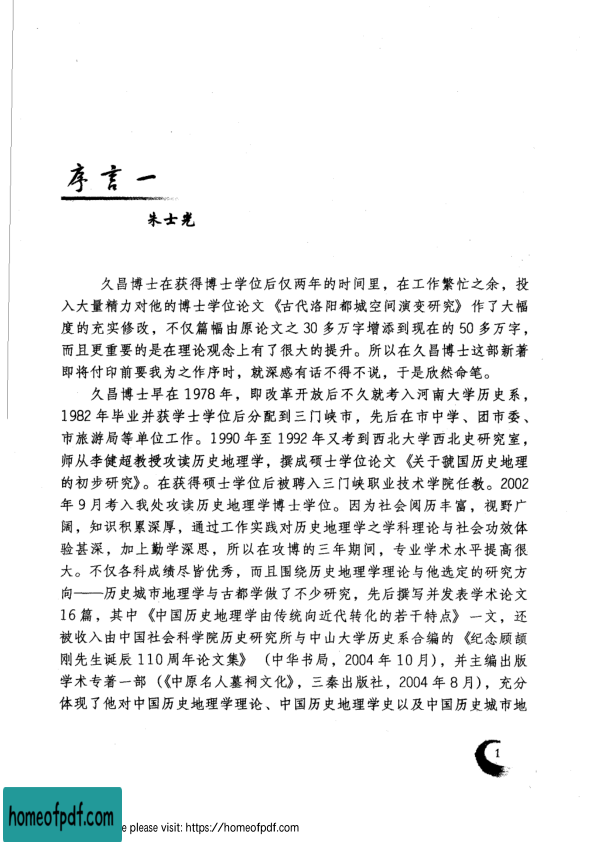 序言一
朱士光
久昌博士在获得博士学位后仅两年的时间里，在工作繁忙之余，投
入大量精力对他的博士学位论文《古代洛阳都城空间演变研究》作了大幅
度的充实修改，不仅篇幅由原论文之30多万字增添到现在的50多万字，
而且更重要的是在理论观念上有了很大的提升。所以在久昌博士这部新著
即将付印前要我为之作序时，就深感有话不得不说，于是欣然命笔。
久昌博士早在1978年，即改革开放后不久就考入河南大学历史系，
1982年毕业并获学士学位后分配到三门峡市，先后在市中学、团市委、
市旅游局等单位工作。1990年至1992年又考到西北大学西北史研究室，
师从李健超教授攻读历史地理学，撰成硕士学位论文《关于虢国历史地理
的初步研究》。在获得硕士学位后被聘入三门峡职业技术学院任教。2002
年9月考入我处攻读历史地理学博士学位。因为社会阅历丰富，视野广
阔，知识积累深厚，通过工作实践对历史地理学之学科理论与社会功效体
验甚深，加上勤学深思，所以在攻博的三年期间，专业学术水平提高很
大。不仅各科成绩尽皆优秀，而且围绕历史地理学理论与他选定的研究方
向——历史城市地理学与古都学做了不少研究，先后撰写并发表学术论文
16篇，其中《中国历史地理学由传统向近代转化的若干特点》一文，还
被收入由中国社会科学院历史研究所与中山大学历史系合编的《纪念顾颉
刚先生诞辰110周年论文集》（中华书局，2004年10月），并主编出版
学术专著一部（《中原名人墓祠文化》，三秦出版社，2004年8月），充分
体现了他对中国历史地理学理论、中国历史地理学史以及中国历史城市地
1
homeofpdf.com
e please visit: https://homeofpdf.com